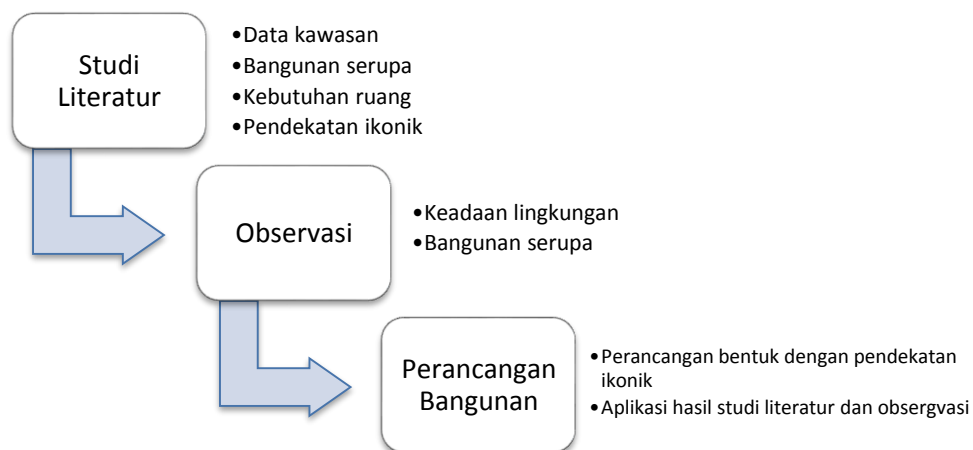 Studi
Literatur
•Data kawasan
•Bangunan serupa
•Kebutuhan ruang
•Pendekatan ikonik
Observasi
•Keadaan lingkungan
•Bangunan serupa
Perancangan
Bangunan
•Perancangan bentuk dengan pendekatan
ikonik
•Aplikasi hasil studi literatur dan obsergvasi